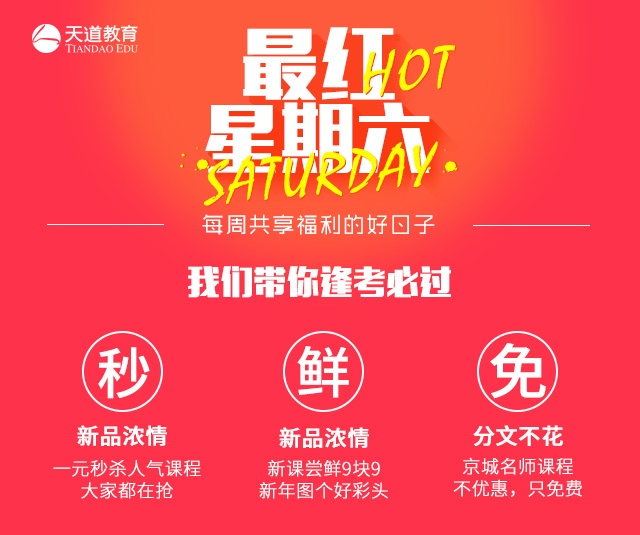 天道教育
TIANDAO EDU
最红
HOT
星期六
SATURDAY
每周共享福利的好日子
我们带你逢考必过
秒
新品浓情
一元秒杀人气课程
大家都在抢
鲜
新品浓情
新课尝鲜9块9
新年图个好彩头
免
分文不花
京城名师课程
不优惠，只免费